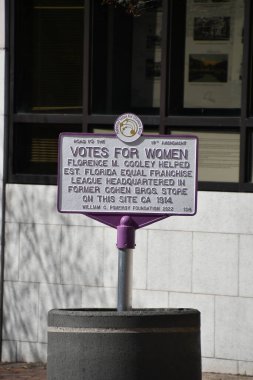 ROAD TO THE 19TH AMENDMENT
VOTES FOR WOMEN
FLORENCE M. COOLEY HELPED
EST. FLORIDA EQUAL FRANCHISE
LEAGUE HEADQUARTERED IN
FORMER COHEN BROS. STORE
ON THIS SITE CA 1914.
WILLIAM G. POMEROY FOUNDATION 2022